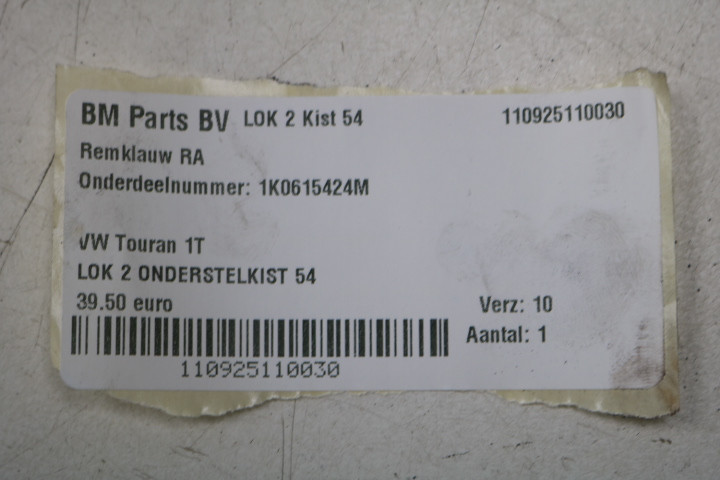 BM Parts BV LOK 2 Kist 54 110925110030
Remklauw RA
Onderdeelnummer: 1K0615424M
VW Touran 1T
LOK 2 ONDERSTELKIST 54
39.50 euro Verz: 10
Aantal: 1
110925110030